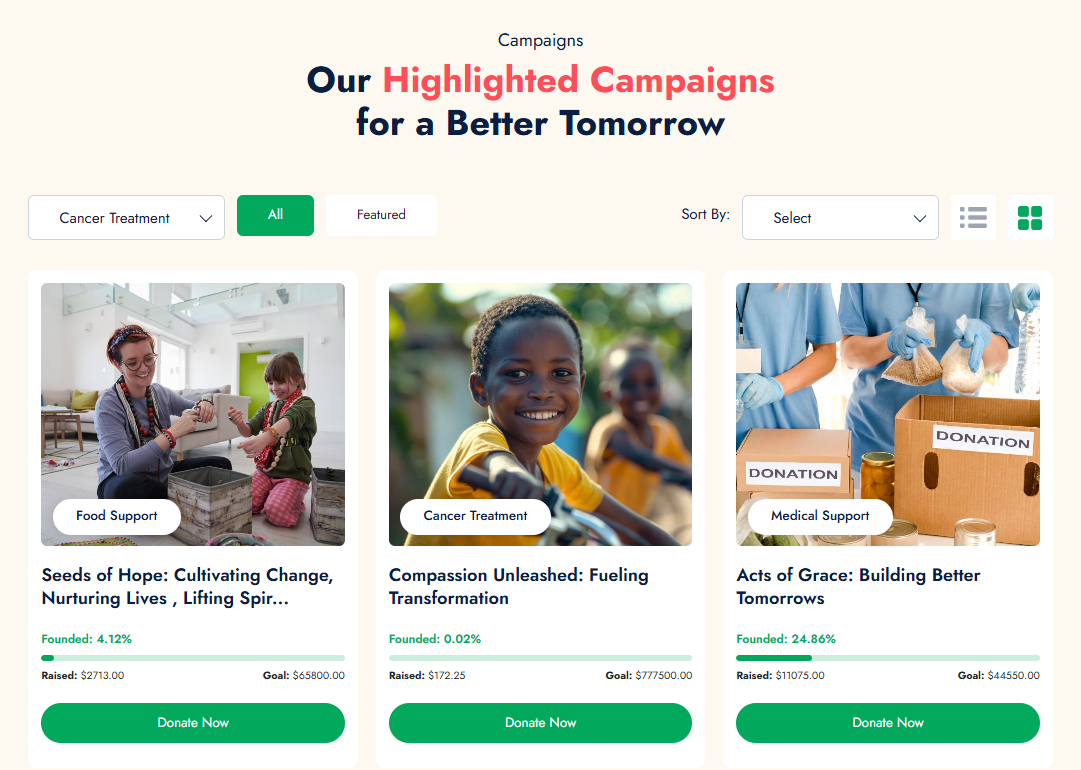 Campaigns
Our Highlighted Campaigns
for a Better Tomorrow
Cancer Treatment
All
Featured
Sort By:
Select
Food Support
Cancer Treatment
DONATION
DONATION
Medical Support
Seeds of Hope: Cultivating Change,
Nurturing Lives , Lifting Spir...
Founded: 4.12%
Raised: $2713.00
Goal: $65800.00
Donate Now
Compassion Unleashed: Fueling
Transformation
Founded: 0.02%
Raised: $172.25
Goal: $777500.00
Donate Now
Acts of Grace: Building Better
Tomorrows
Founded: 24.86%
Raised: $11075.00
Goal: $44550.00
Donate Now